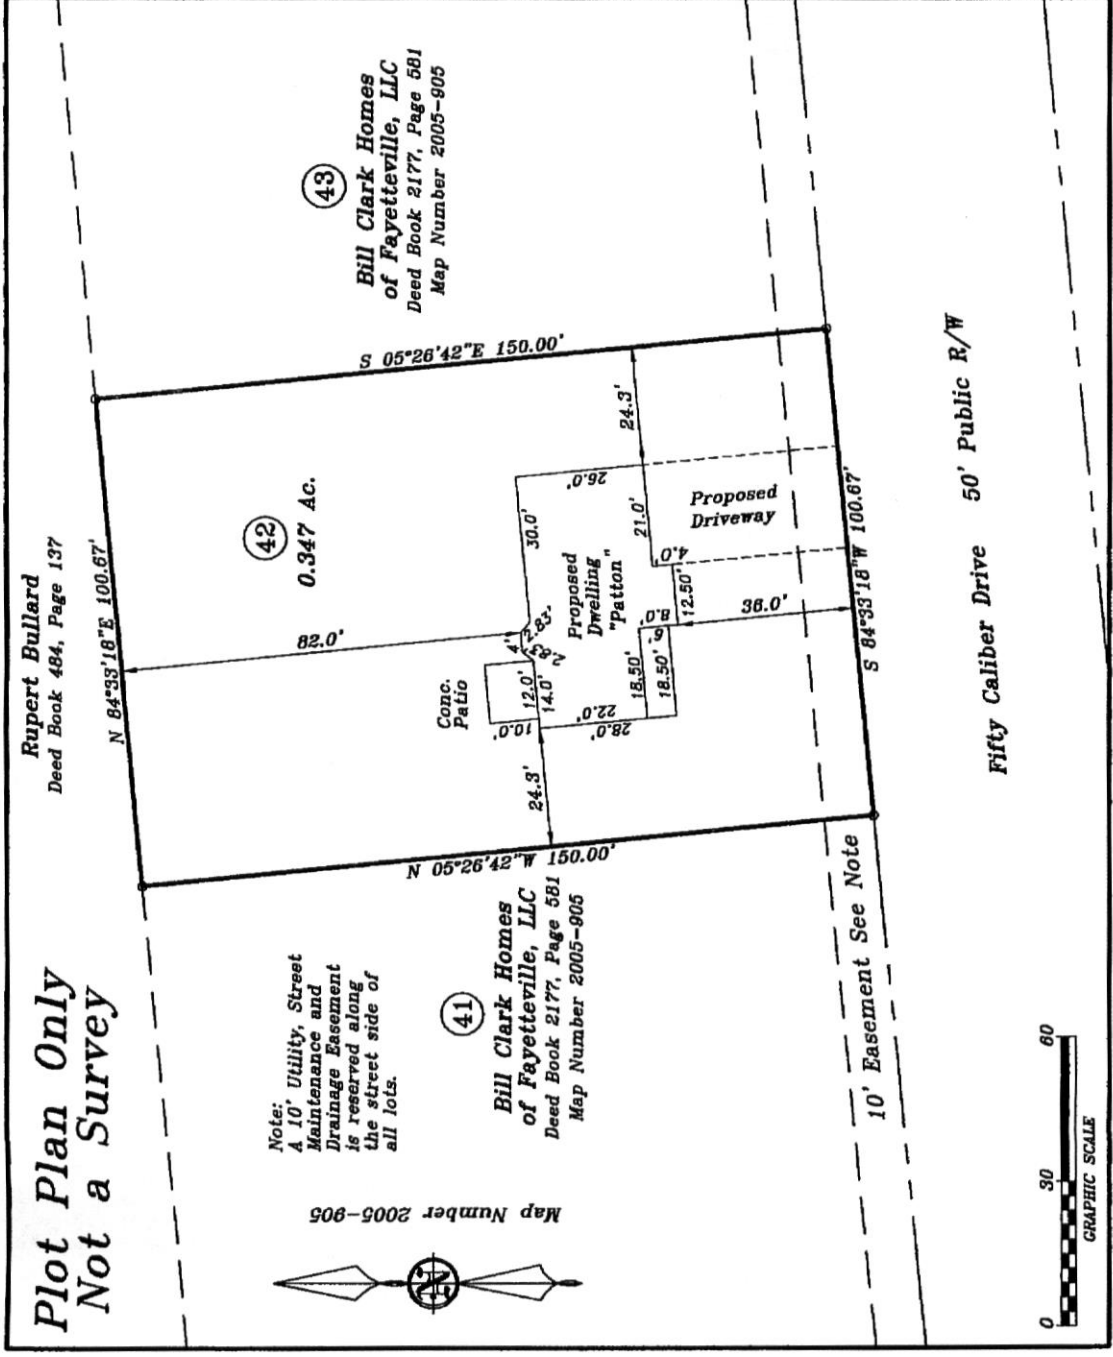 Plot Plan Only
Not a Survey
Rupert Bullard
Deed Book 484, Page 137
N 84°33'18"E 100.67'
Note:
A 10' Utility, Street
Maintenance and
Drainage Easement
is reserved along
the street side of
all lots.
Map Number 2005-905
N
41
Bill Clark Homes
of Fayetteville, LLC
Deed Book 2177, Page 581
Map Number 2005-905
N 05°26'42"W 150.00'
42
0.347 Ac.
82.0'
Conc.
Patio
10.0'
12.0'
14.0'
2.83'
4'
2.83'
30.0'
26.0'
24.3'
22.0'
28.0'
18.50'
18.50'
6'
8.0'
Proposed
Dwelling
"Patton"
12.50'
4.0'
21.0'
24.3'
36.0'
Proposed
Driveway
S 05°26'42"E 150.00'
43
Bill Clark Homes
of Fayetteville, LLC
Deed Book 2177, Page 581
Map Number 2005-905
S 84°33'18"W 100.67'
10' Easement See Note
Fifty Caliber Drive 50' Public R/W
0 30 60
GRAPHIC SCALE